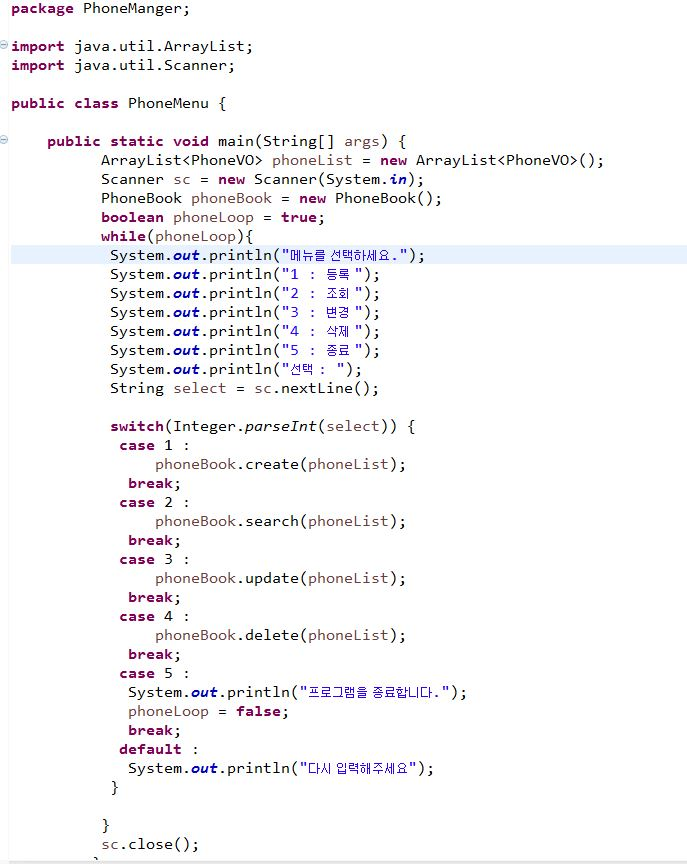 package PhoneManger;
import java.util.ArrayList;
import java.util.Scanner;
public class PhoneMenu {
public static void main(String[] args) {
ArrayList<PhoneVO> phoneList = new ArrayList<PhoneVO>();
Scanner sc = new Scanner(System.in);
PhoneBook phoneBook = new PhoneBook();
boolean phoneLoop = true;
while(phoneLoop){
System.out.println("메뉴를 선택하세요.");
System.out.println("1 : 등록 ");
System.out.println("2 : 조회 ");
System.out.println("3 : 변경 ");
System.out.println("4 : 삭제 ");
System.out.println("5 : 종료 ");
System.out.println("선택 : ");
String select = sc.nextLine();
switch(Integer.parseInt(select)) {
case 1 :
phoneBook.create(phoneList);
break;
case 2 :
phoneBook.search(phoneList);
break;
case 3 :
phoneBook.update(phoneList);
break;
case 4 :
phoneBook.delete(phoneList);
break;
case 5 :
System.out.println("프로그램을 종료합니다.");
phoneLoop = false;
break;
default :
System.out.println("다시 입력해주세요");
}
}
sc.close();